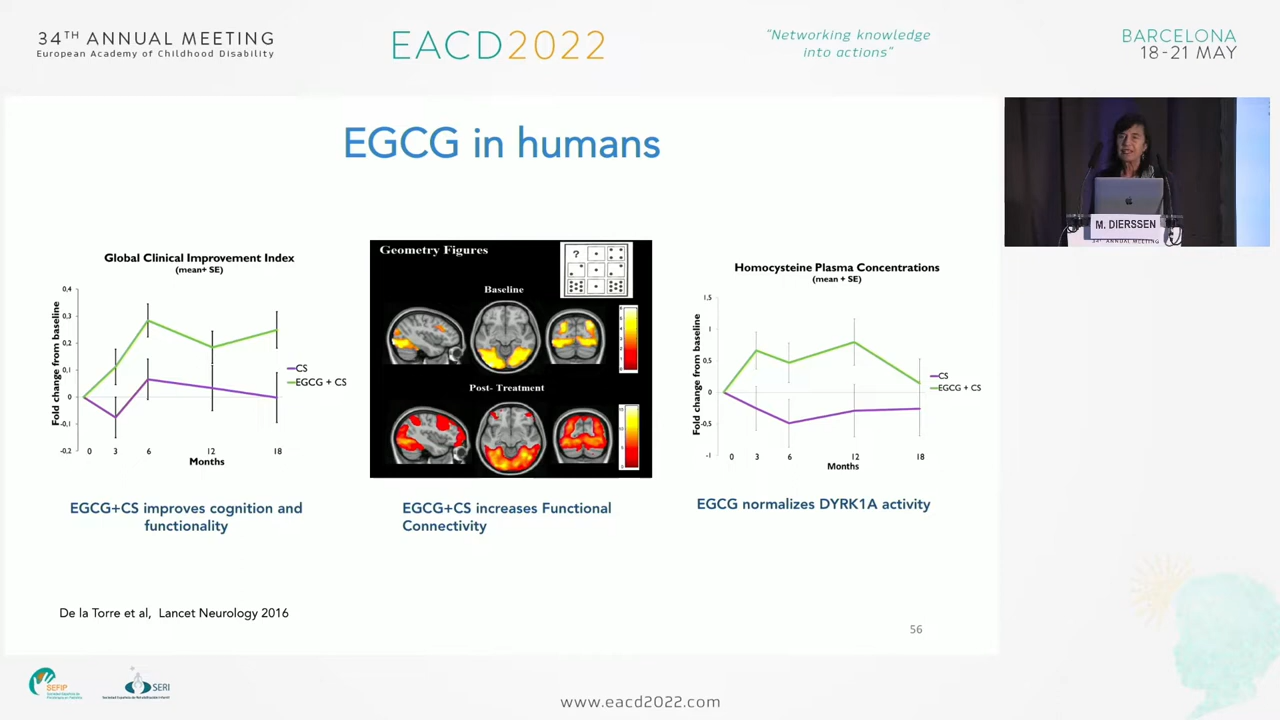 34TH ANNUAL MEETING
European Academy of Childhood Disability
EACD2022
"Networking knowledge
into actions"
BARCELONA
18-21 MAY
EGCG in humans
M. DIERSSEN
34TH ANNUAL MEETING
Global Clinical Improvement Index
(mean+ SE)
Fold change from baseline
0,4
0,3
0,2
0,1
0
-0,1
-0,2
0 3 6 12 18
Months
CS
EGCG + CS
EGCG+CS improves cognition and
functionality
Geometry Figures
?
Baseline
Post- Treatment
EGCG+CS increases Functional
Connectivity
Homocysteine Plasma Concentrations
(mean + SE)
Fold change from baseline
1,5
1
0,5
0
-0,5
-1
0 3 6 12 18
Months
CS
EGCG + CS
EGCG normalizes DYRK1A activity
De la Torre et al, Lancet Neurology 2016
56
SEFIP
SERI
www.eacd2022.com